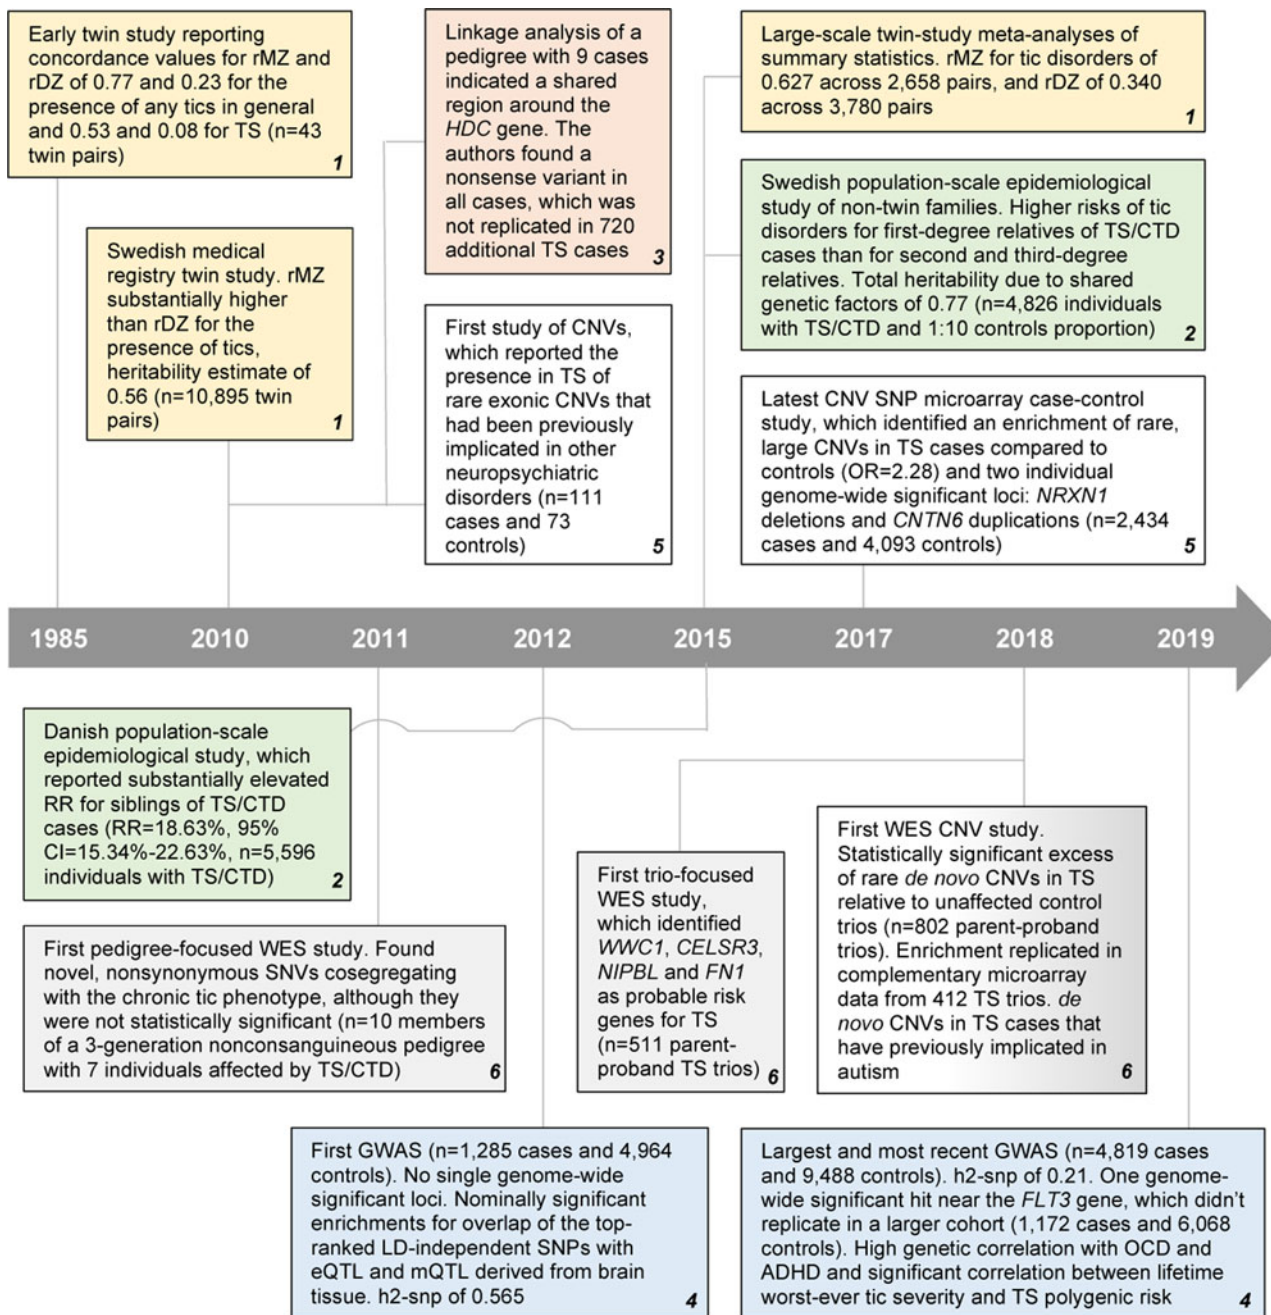 Early twin study reporting
concordance values for rMZ and
rDZ of 0.77 and 0.23 for the
presence of any tics in general
and 0.53 and 0.08 for TS (n=43
twin pairs)
1
Swedish medical
registry twin study. rMZ
substantially higher
than rDZ for the
presence of tics,
heritability estimate of
0.56 (n=10,895 twin
pairs)
1
Linkage analysis of a
pedigree with 9 cases
indicated a shared
region around the
HDC gene. The
authors found a
nonsense variant in
all cases, which was
not replicated in 720
additional TS cases
3
First study of CNVs,
which reported the
presence in TS of
rare exonic CNVs that
had been previously
implicated in other
neuropsychiatric
disorders (n=111
cases and 73
controls)
5
Large-scale twin-study meta-analyses of
summary statistics. rMZ for tic disorders of
0.627 across 2,658 pairs, and rDZ of 0.340
across 3,780 pairs
1
Swedish population-scale epidemiological
study of non-twin families. Higher risks of tic
disorders for first-degree relatives of TS/CTD
cases than for second and third-degree
relatives. Total heritability due to shared
genetic factors of 0.77 (n=4,826 individuals
with TS/CTD and 1:10 controls proportion)
2
Latest CNV SNP microarray case-control
study, which identified an enrichment of rare,
large CNVs in TS cases compared to
controls (OR=2.28) and two individual
genome-wide significant loci: NRXN1
deletions and CNTN6 duplications (n=2,434
cases and 4,093 controls)
5
1985 2010 2011 2012 2015 2017 2018 2019
Danish population-scale
epidemiological study, which
reported substantially elevated
RR for siblings of TS/CTD
cases (RR=18.63%, 95%
CI=15.34%-22.63%, n=5,596
individuals with TS/CTD)
2
First pedigree-focused WES study. Found
novel, nonsynonymous SNVs cosegregating
with the chronic tic phenotype, although they
were not statistically significant (n=10 members
of a 3-generation nonconsanguineous pedigree
with 7 individuals affected by TS/CTD)
6
First trio-focused
WES study,
which identified
WWC1, CELSR3,
NIPBL and FN1
as probable risk
genes for TS
(n=511 parent-
proband TS trios)
6
First WES CNV study.
Statistically significant excess
of rare de novo CNVs in TS
relative to unaffected control
trios (n=802 parent-proband
trios). Enrichment replicated in
complementary microarray
data from 412 TS trios. de
novo CNVs in TS cases that
have previously implicated in
autism
6
First GWAS (n=1,285 cases and 4,964
controls). No single genome-wide
significant loci. Nominally significant
enrichments for overlap of the top-
ranked LD-independent SNPs with
eQTL and mQTL derived from brain
tissue. h2-snp of 0.565
4
Largest and most recent GWAS (n=4,819 cases
and 9,488 controls). h2-snp of 0.21. One genome-
wide significant hit near the FLT3 gene, which didn't
replicate in a larger cohort (1,172 cases and 6,068
controls). High genetic correlation with OCD and
ADHD and significant correlation between lifetime
worst-ever tic severity and TS polygenic risk
4